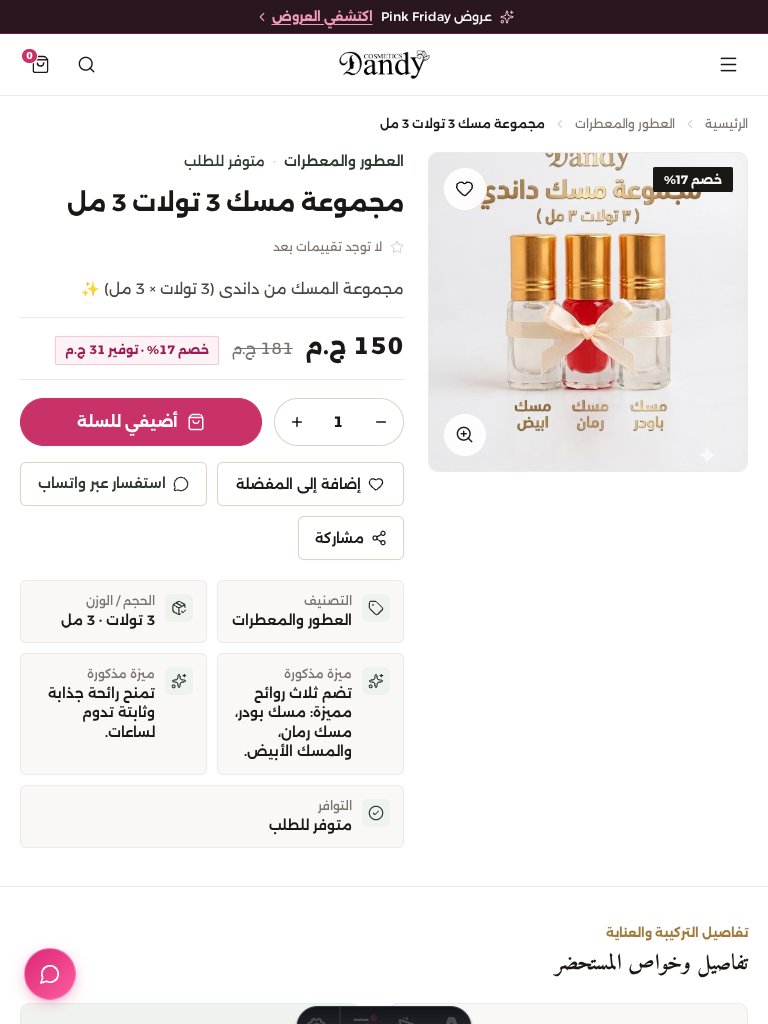 عروض Pink Friday اكتشفي العروض
0
COSMETICS
Dandy
الرئيسية
العطور والمعطرات
مجموعة مسك 3 تولات 3 مل
Dandy
خصم 17%
مجموعة مسك داندي
( ٣ تولات ٣ مل )
مسك باودر
مسك رمان
مسك ابيض
العطور والمعطرات · متوفر للطلب
مجموعة مسك 3 تولات 3 مل
لا توجد تقييمات بعد
مجموعة المسك من داندى (3 تولات × 3 مل) ✨
150 ج.م 181 ج.م خصم 17% · توفير 31 ج.م
− 1 +
أضيفي للسلة
إضافة إلى المفضلة
استفسار عبر واتساب
مشاركة
التصنيف
العطور والمعطرات
الحجم / الوزن
3 تولات · 3 مل
ميزة مذكورة
تضم ثلاث روائح
مميزة: مسك بودر،
مسك رمان،
والمسك الأبيض.
ميزة مذكورة
تمنح رائحة جذابة
وثابتة تدوم
لساعات.
التوافر
متوفر للطلب
تفاصيل التركيبة والعناية
تفاصيل وخواص المستحضر